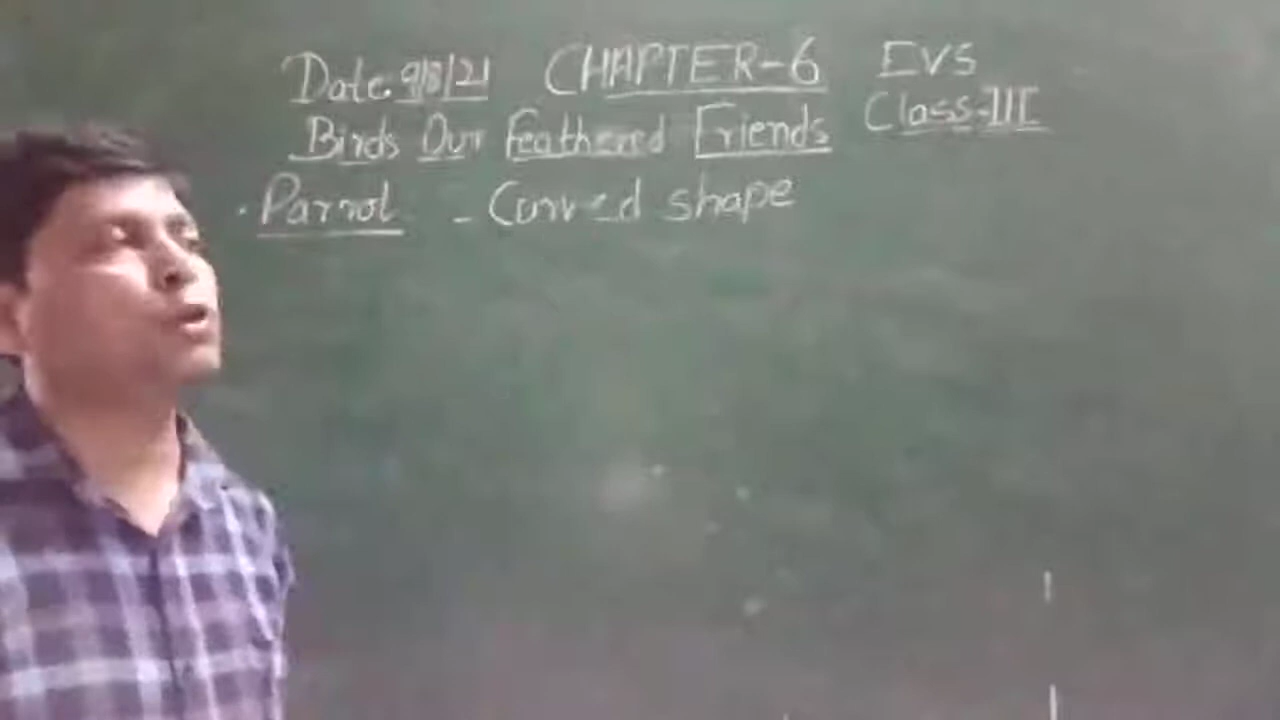 Date 9/8/21 CHAPTER-6 EVS
Birds Our Feathered Friends Class-III
· Parrot - Curved shape